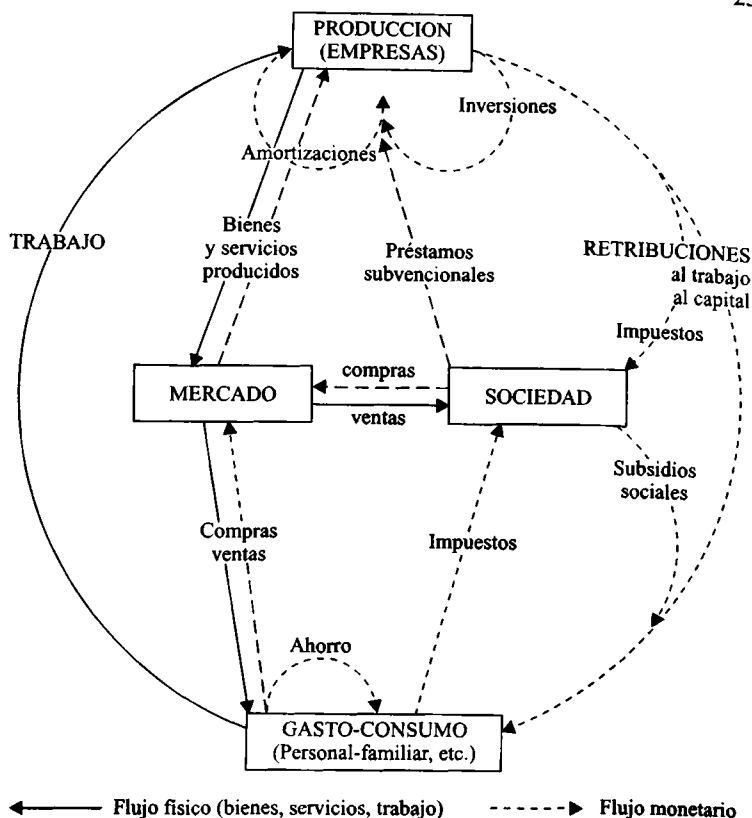 PRODUCCION
(EMPRESAS)
Inversiones
Amortizaciones
TRABAJO
Bienes
y servicios
producidos
Préstamos
subvencionales
RETRIBUCIONES
al trabajo
al capital
Impuestos
MERCADO
compras
ventas
SOCIEDAD
Subsidios
sociales
Compras
ventas
Impuestos
Ahorro
GASTO-CONSUMO
(Personal-familiar, etc.)
Flujo físico (bienes, servicios, trabajo)
Flujo monetario